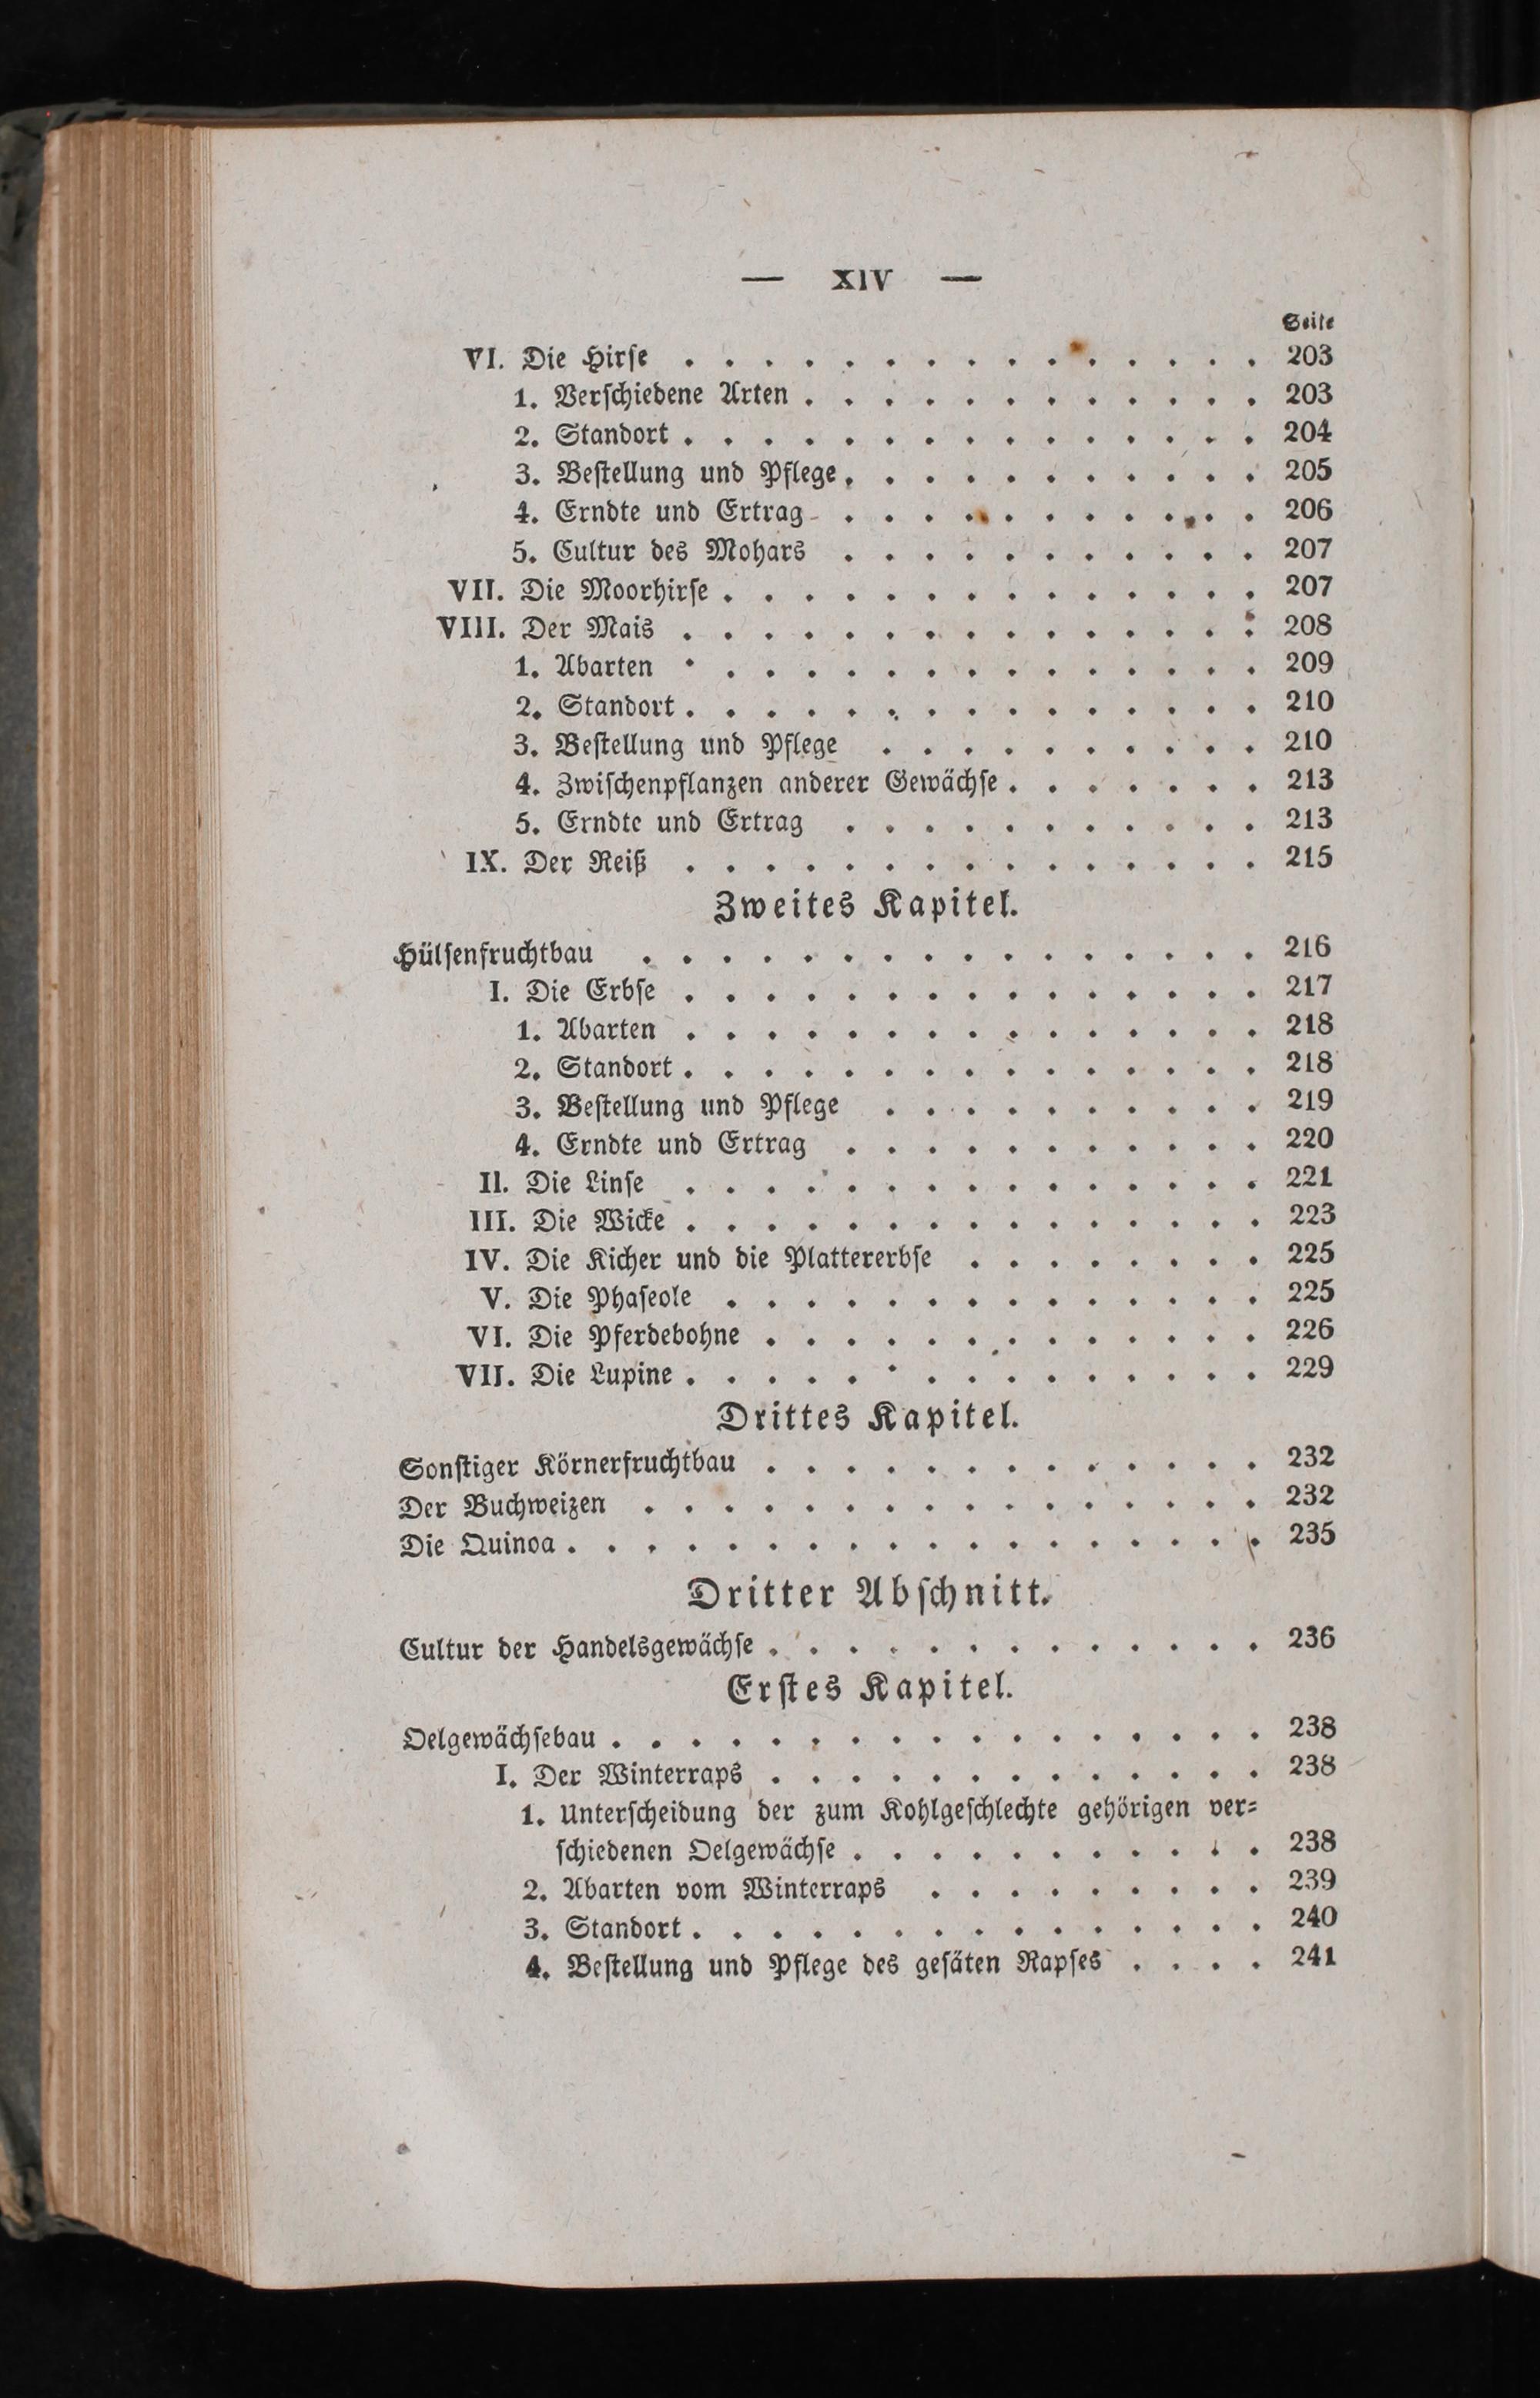 — XIV —
Seite
VI. Die Hirse . . . . . . . . . . . . . . . 203
1. Verschiedene Arten . . . . . . . . . . . . 203
2. Standort . . . . . . . . . . . . . . . 204
3. Bestellung und Pflege . . . . . . . . . . . 205
4. Erndte und Ertrag . . . . . . . . . . . 206
5. Cultur des Mohars . . . . . . . . . . . 207
VII. Die Moorhirse . . . . . . . . . . . . . . 207
VIII. Der Mais . . . . . . . . . . . . . . . 208
1. Abarten . . . . . . . . . . . . . . . 209
2. Standort . . . . . . . . . . . . . . . 210
3. Bestellung und Pflege . . . . . . . . . . 210
4. Zwischenpflanzen anderer Gewächse . . . . . . . 213
5. Erndte und Ertrag . . . . . . . . . . . 213
IX. Der Reiß . . . . . . . . . . . . . . . 215
Zweites Kapitel.
Hülsenfruchtbau . . . . . . . . . . . . . . . . 216
I. Die Erbse . . . . . . . . . . . . . . . 217
1. Abarten . . . . . . . . . . . . . . . 218
2. Standort . . . . . . . . . . . . . . . 218
3. Bestellung und Pflege . . . . . . . . . . 219
4. Erndte und Ertrag . . . . . . . . . . . 220
II. Die Linse . . . . . . . . . . . . . . . 221
III. Die Wicke . . . . . . . . . . . . . . . 223
IV. Die Kicher und die Plattererbse . . . . . . . . 225
V. Die Phaseole . . . . . . . . . . . . . . 225
VI. Die Pferdebohne . . . . . . . . . . . . . 226
VII. Die Lupine . . . . . . . . . . . . . . . 229
Drittes Kapitel.
Sonstiger Körnerfruchtbau . . . . . . . . . . . . . 232
Der Buchweizen . . . . . . . . . . . . . . . . 232
Die Quinoa . . . . . . . . . . . . . . . . . . 235
Dritter Abschnitt.
Cultur der Handelsgewächse . . . . . . . . . . . . . 236
Erstes Kapitel.
Oelgewächsebau . . . . . . . . . . . . . . . . . 238
I. Der Winterraps . . . . . . . . . . . . . 238
1. Unterscheidung der zum Kohlgeschlechte gehörigen ver-
schiedenen Oelgewächse . . . . . . . . . . . 238
2. Abarten vom Winterraps . . . . . . . . . 239
3. Standort . . . . . . . . . . . . . . . 240
4. Bestellung und Pflege des gesäten Rapses . . . . 241